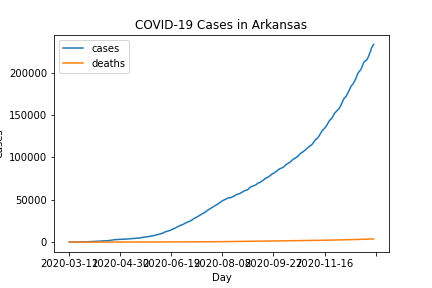 COVID-19 Cases in Arkansas
cases
deaths
200000
150000
100000
50000
0
Cases
2020-03-11 2020-04-30 2020-06-19 2020-08-08 2020-09-27 2020-11-16
Day